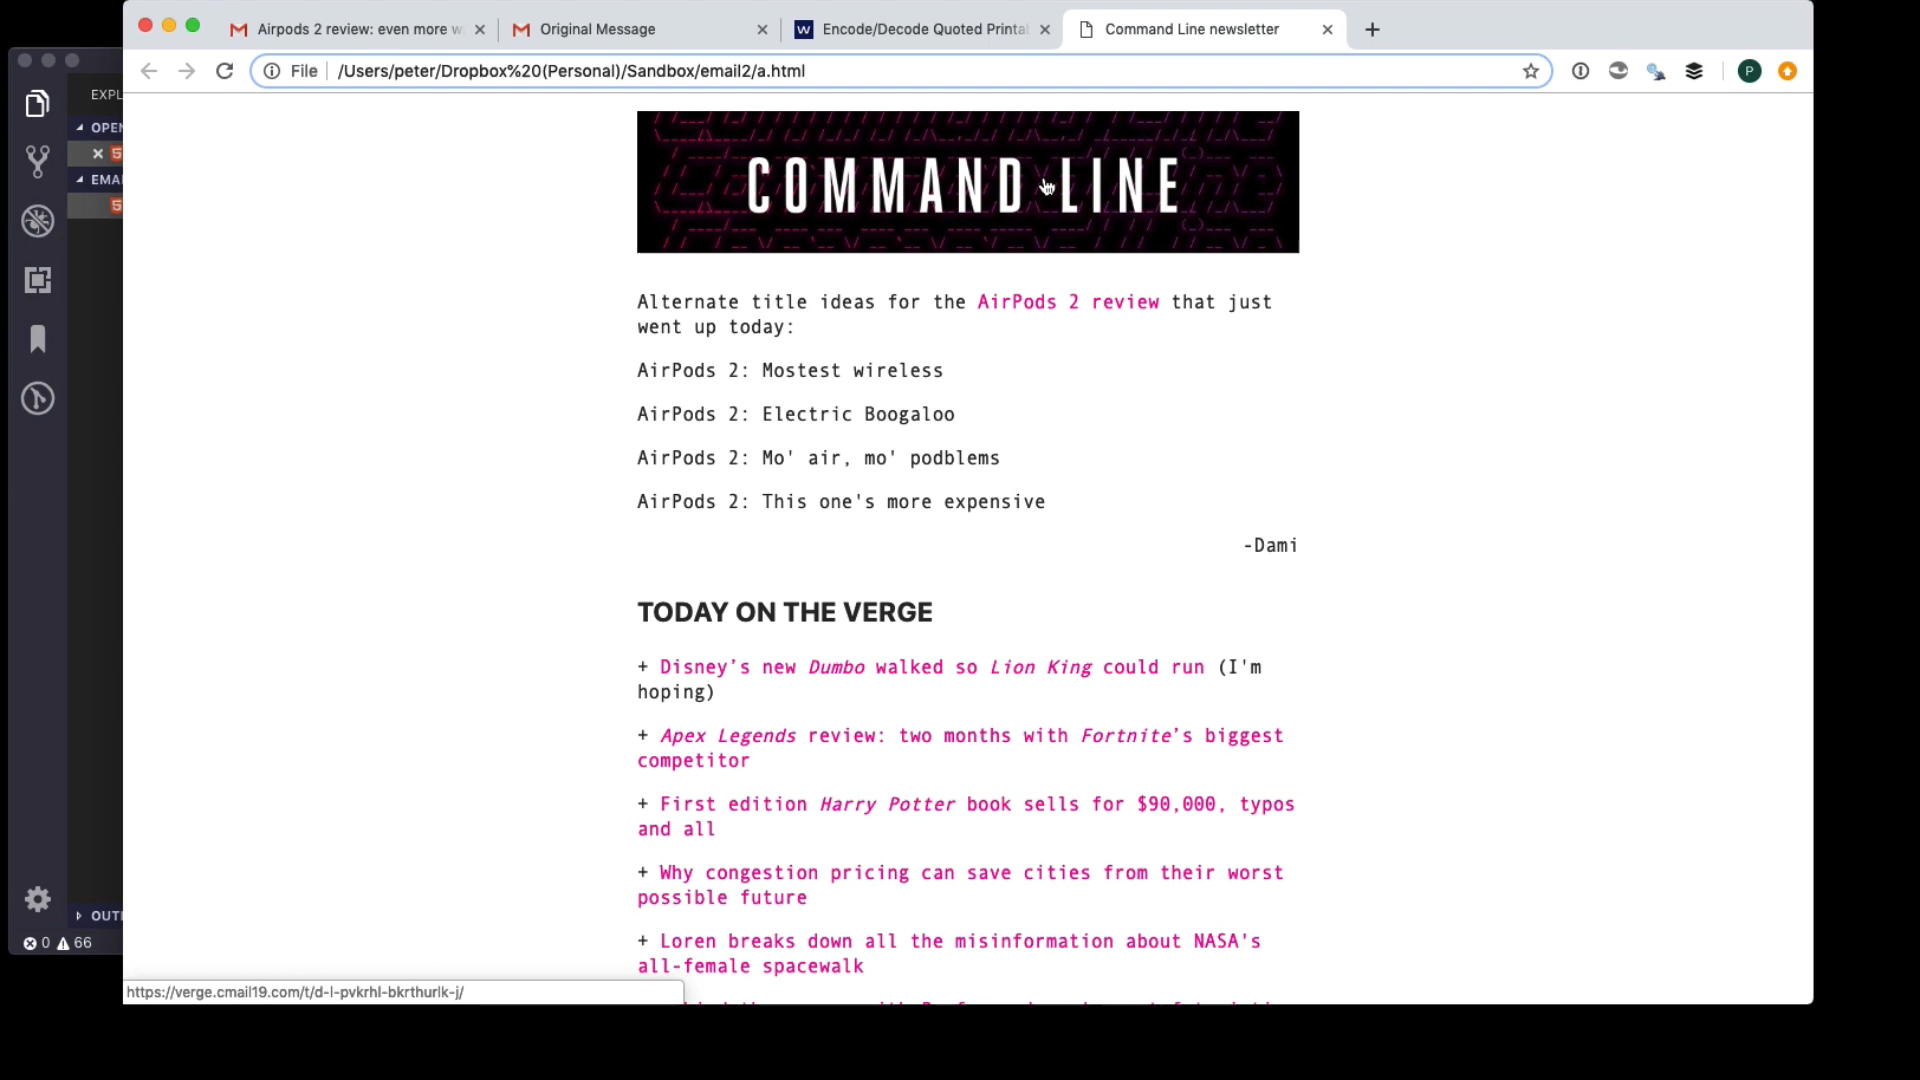 Airpods 2 review: even more w
Original Message
Encode/Decode Quoted Printa
Command Line newsletter
File
/Users/peter/Dropbox%20(Personal)/Sandbox/email2/a.html
P
EXPL
OPEN
EMAI
OUTI
0 66
COMMAND LINE
Alternate title ideas for the AirPods 2 review that just
went up today:
AirPods 2: Mostest wireless
AirPods 2: Electric Boogaloo
AirPods 2: Mo' air, mo' podblems
AirPods 2: This one's more expensive
-Dami
TODAY ON THE VERGE
+ Disney’s new Dumbo walked so Lion King could run (I'm
hoping)
+ Apex Legends review: two months with Fortnite’s biggest
competitor
+ First edition Harry Potter book sells for $90,000, typos
and all
+ Why congestion pricing can save cities from their worst
possible future
+ Loren breaks down all the misinformation about NASA's
all-female spacewalk
https://verge.cmail19.com/t/d-l-pvkrhl-bkrthurlk-j/